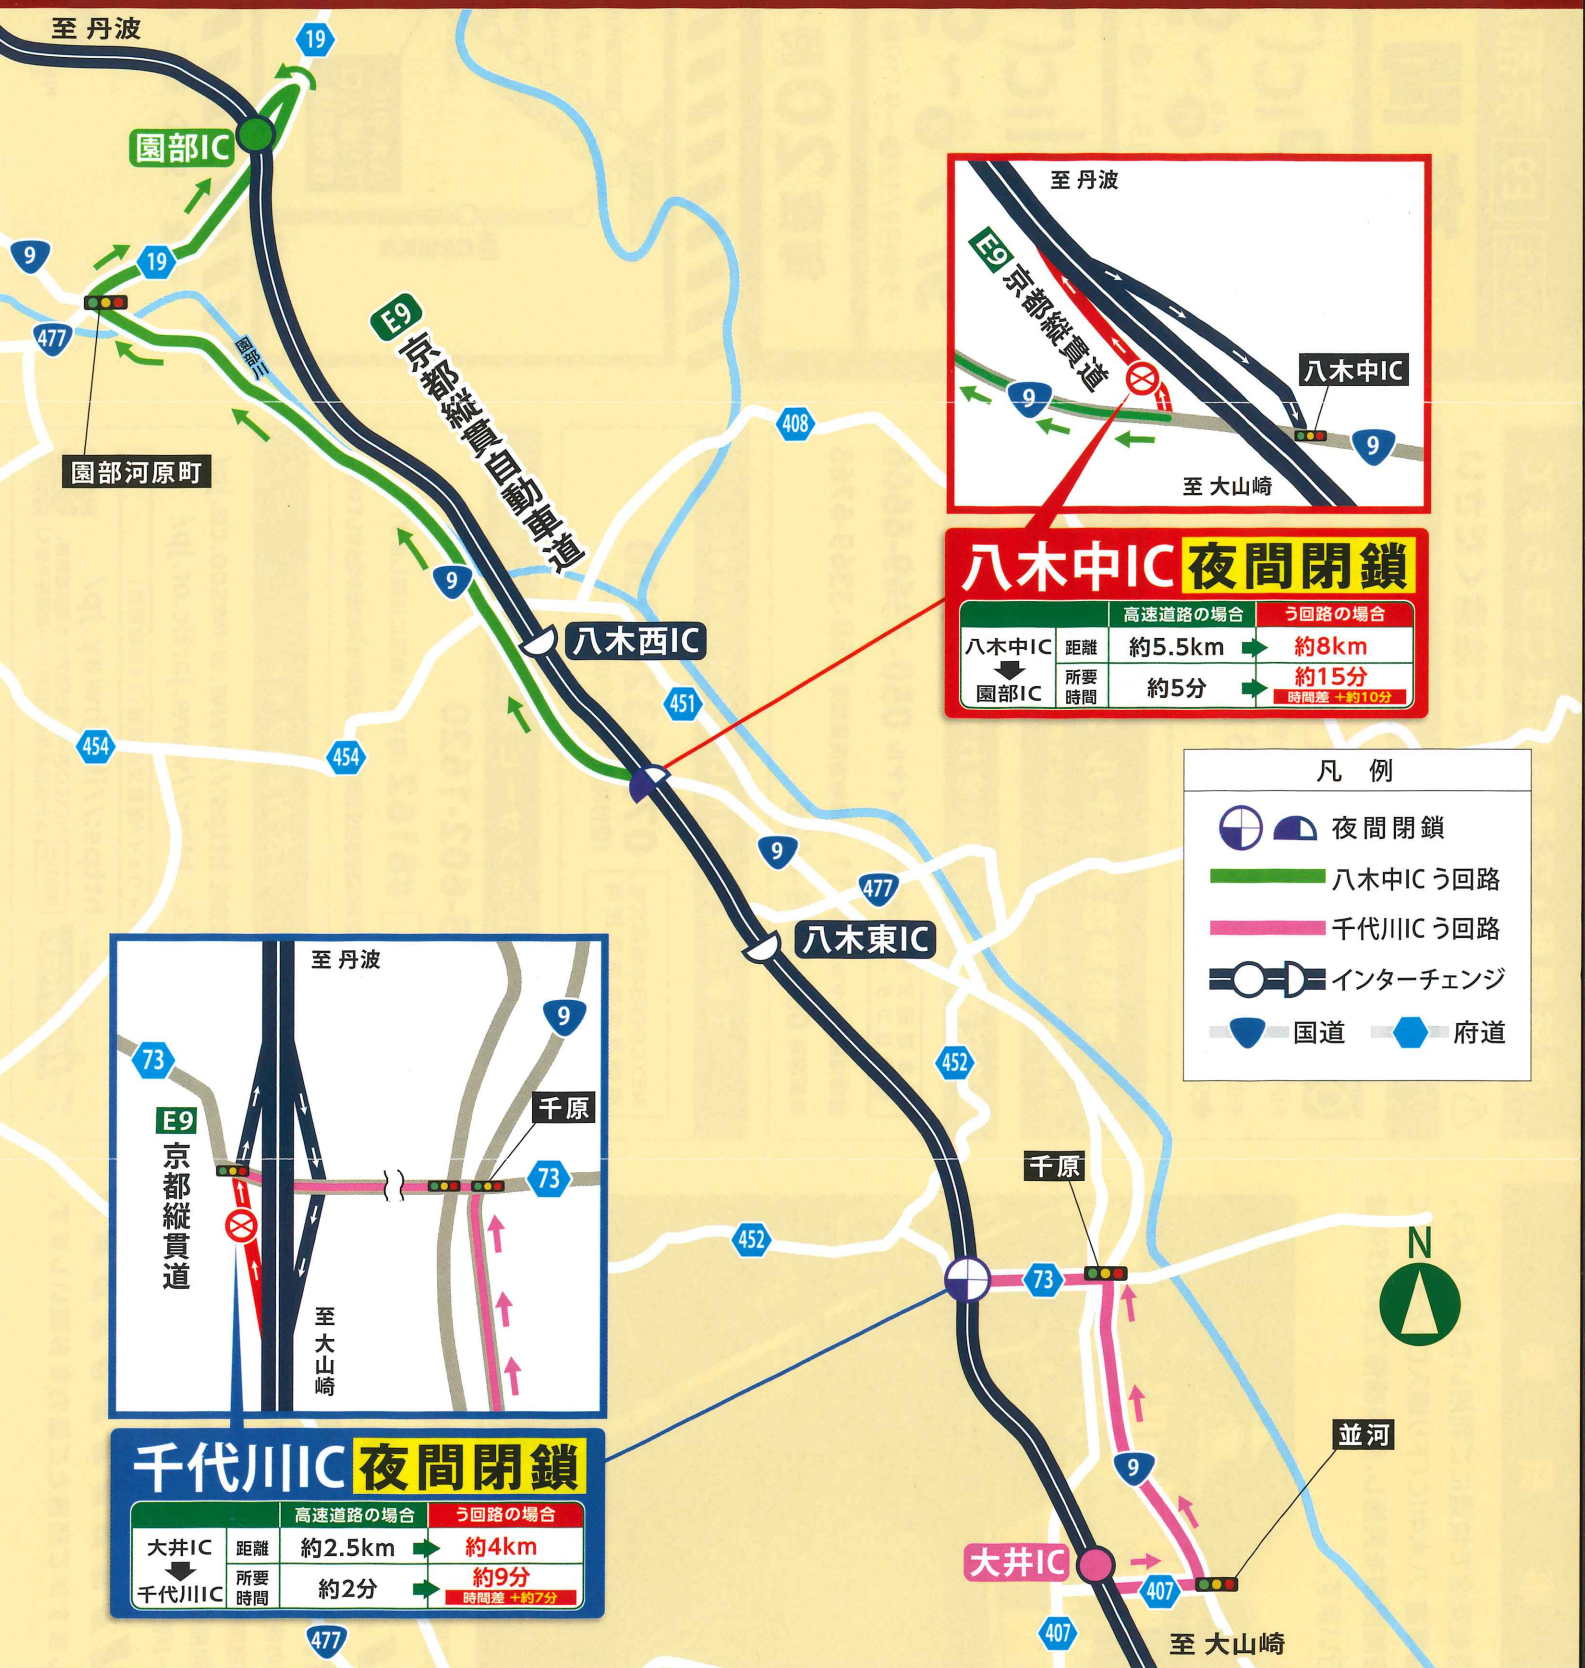 至 丹波
19
園部IC
9
19
477
園部川
園部河原町
E9
京都縦貫自動車道
9
408
八木西IC
451
454
454
9
477
八木東IC
452
452
千原
73
N
9
並河
大井IC
407
407
至 大山崎
477
至 丹波
E9 京都縦貫道
八木中IC
9
9
至 大山崎
八木中IC 夜間閉鎖
高速道路の場合 う回路の場合
八木中IC 園部IC
距離 約5.5km 約8km
所要時間 約5分 約15分
時間差 +約10分
凡 例
夜間閉鎖
八木中IC う回路
千代川IC う回路
インターチェンジ
国道 府道
至 丹波
9
73
E9
京都縦貫道
千原
73
至 大山崎
千代川IC 夜間閉鎖
高速道路の場合 う回路の場合
大井IC 千代川IC
距離 約2.5km 約4km
所要時間 約2分 約9分
時間差 +約7分